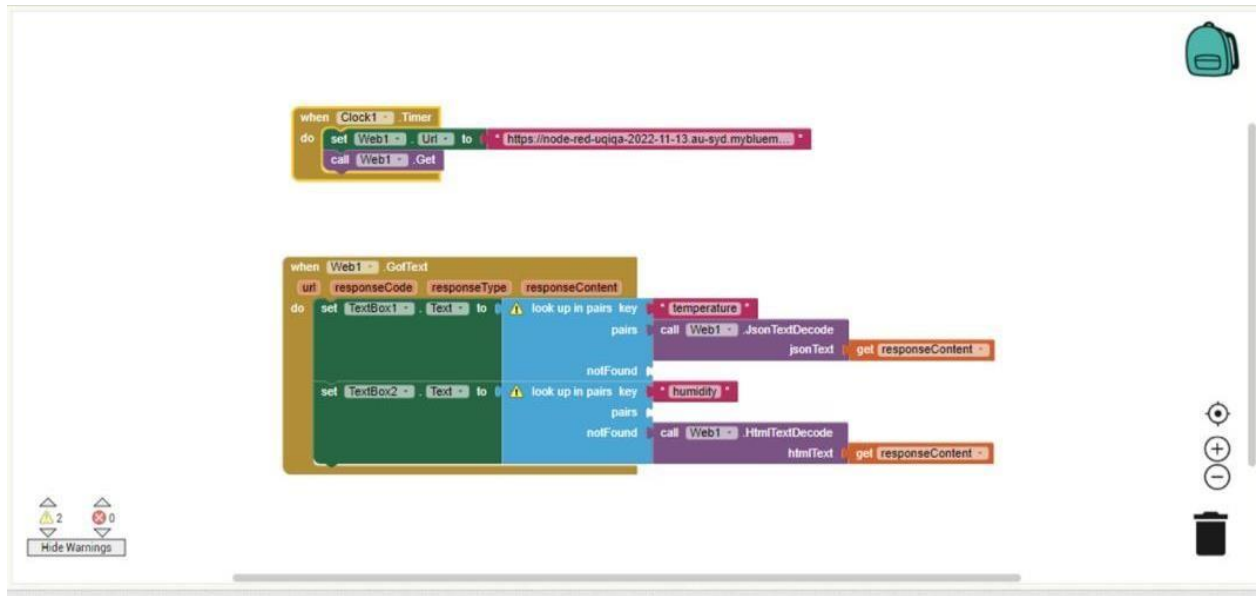 when Clock1 .Timer
do set Web1 . Url to " https://node-red-uqiqa-2022-11-13.au-syd.mybluem... "
call Web1 .Get
when Web1 .GotText
url responseCode responseType responseContent
do set TextBox1 . Text to look up in pairs key " temperature "
pairs call Web1 .JsonTextDecode
jsonText get responseContent
notFound
set TextBox2 . Text to look up in pairs key " humidity "
pairs
notFound call Web1 .HtmlTextDecode
htmlText get responseContent
2 0
Hide Warnings